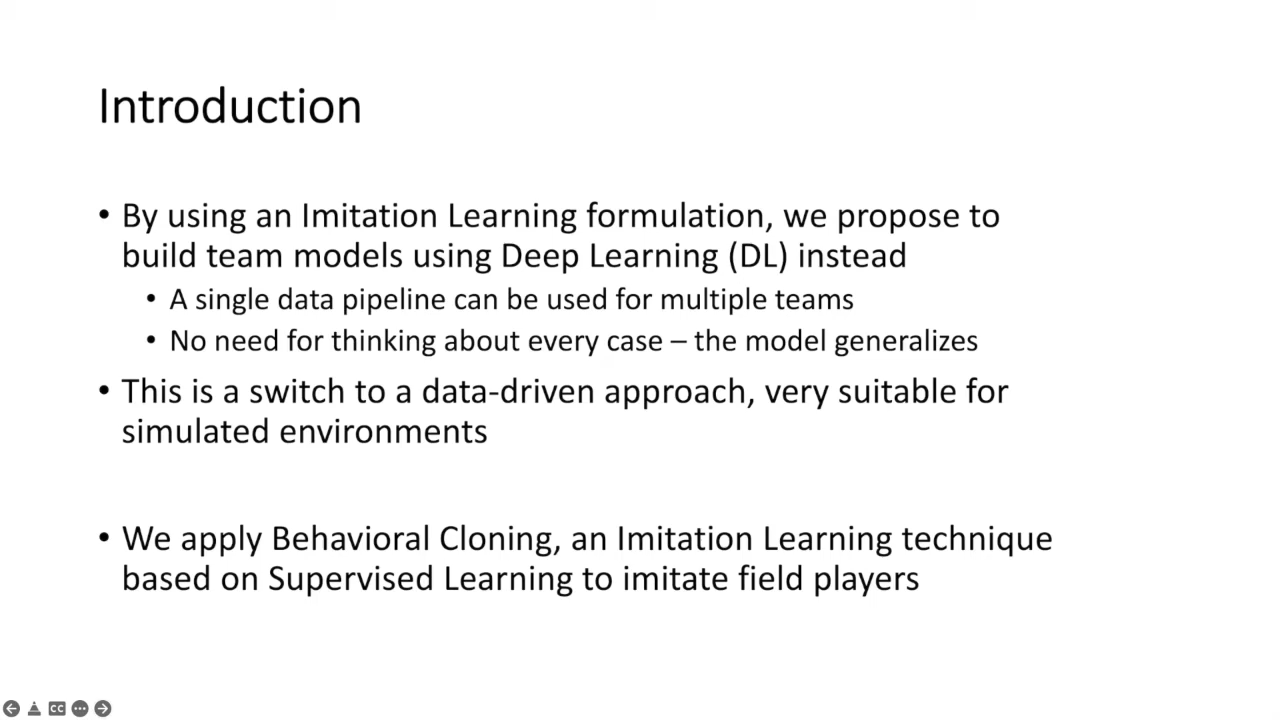 Introduction
• By using an Imitation Learning formulation, we propose to
build team models using Deep Learning (DL) instead
• A single data pipeline can be used for multiple teams
• No need for thinking about every case – the model generalizes
• This is a switch to a data-driven approach, very suitable for
simulated environments
• We apply Behavioral Cloning, an Imitation Learning technique
based on Supervised Learning to imitate field players
CC